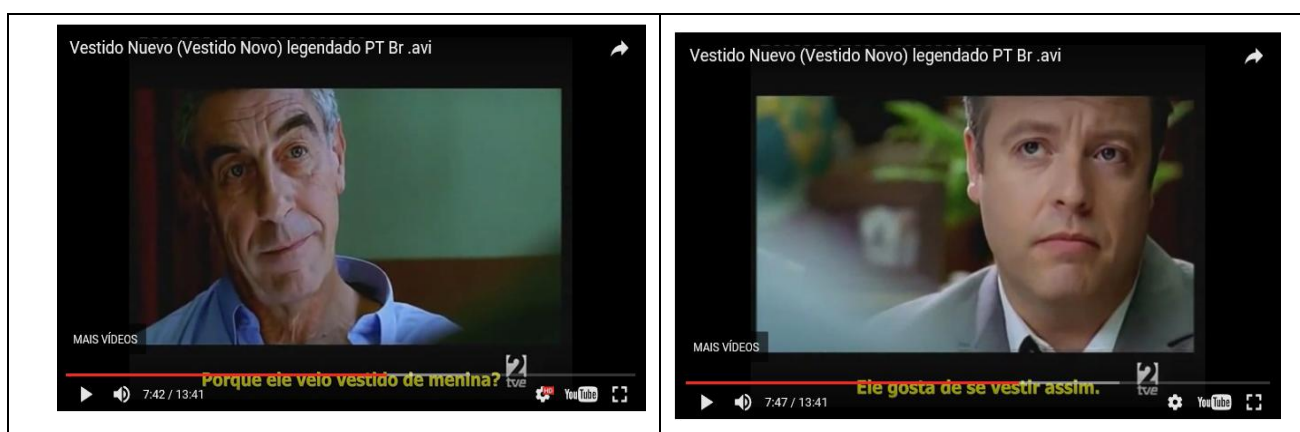 Vestido Nuevo (Vestido Novo) legendado PT Br .avi
MAIS VÍDEOS
Porque ele veio vestido de menina?
2
tve
7:42 / 13:41
HD
YouTube
Vestido Nuevo (Vestido Novo) legendado PT Br .avi
MAIS VÍDEOS
Ele gosta de se vestir assim.
2
tve
7:47 / 13:41
YouTube